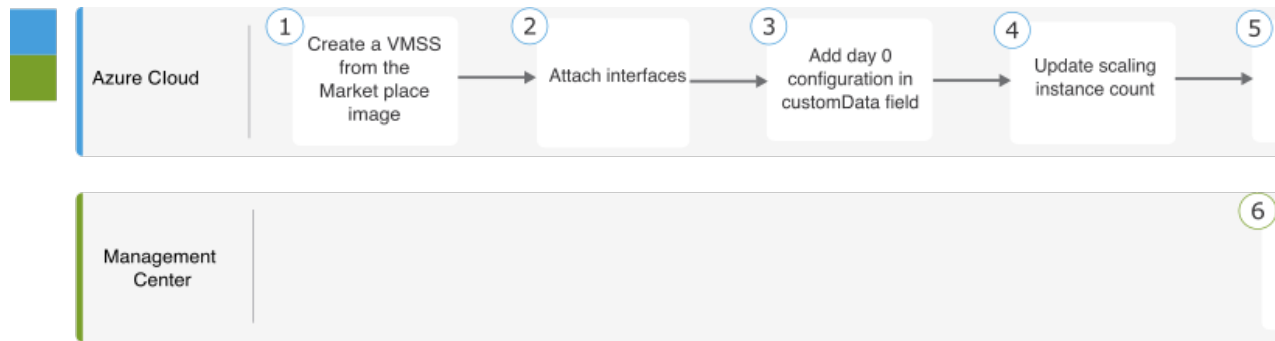 Azure Cloud
1
Create a VMSS
from the
Market place
image
2
Attach interfaces
3
Add day 0
configuration in
customData field
4
Update scaling
instance count
5
Management
Center
6